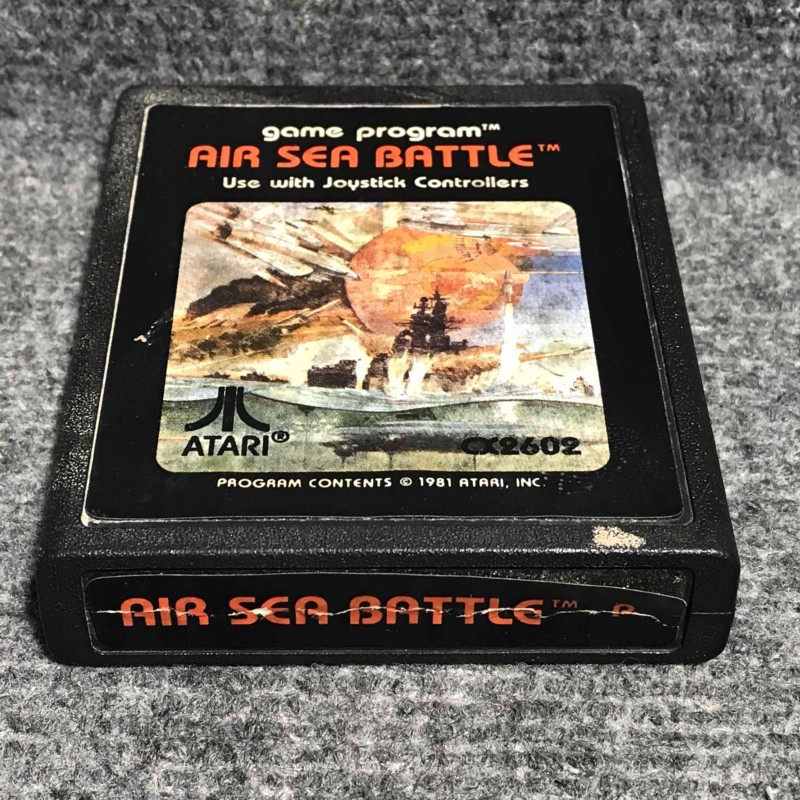 game program™
AIR SEA BATTLE™
Use with Joystick Controllers
ATARI®
CX2602
PROGRAM CONTENTS © 1981 ATARI, INC.
AIR SEA BATTLE™